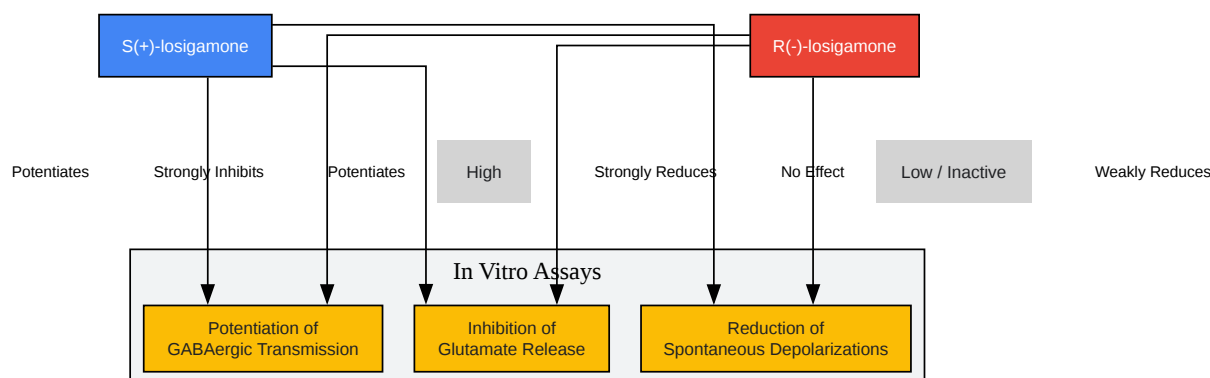 S(+)-losigamone
R(-)-losigamone
Potentiates
Strongly Inhibits
Potentiates
High
Strongly Reduces
No Effect
Low / Inactive
Weakly Reduces
In Vitro Assays
Potentiation of
GABAergic Transmission
Inhibition of
Glutamate Release
Reduction of
Spontaneous Depolarizations